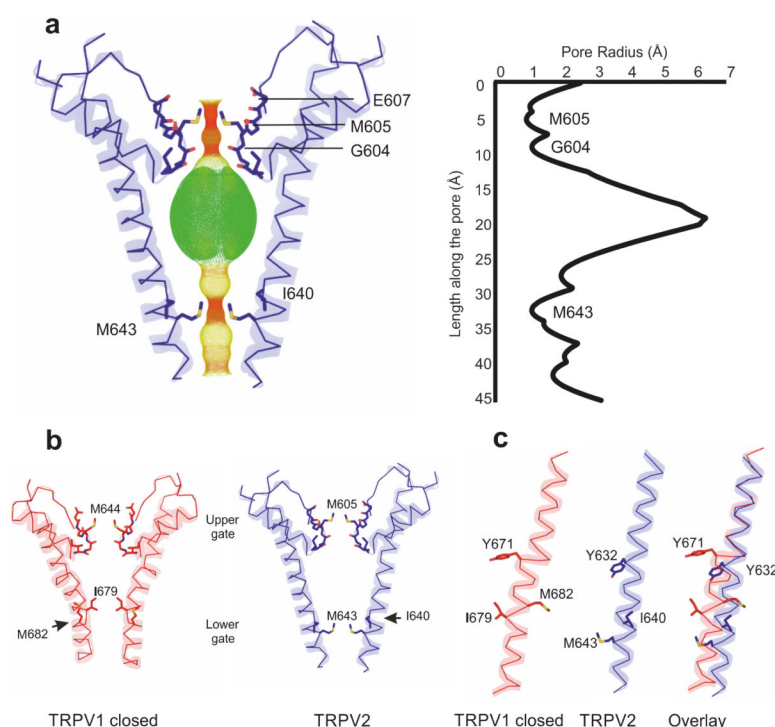 a
E607
M605
G604
I640
M643
Pore Radius (Å)
0 1 2 3 4 5 6 7
Length along the pore (Å)
0
5
10
15
20
25
30
35
40
45
M605
G604
M643
b
M644
I679
M682
TRPV1 closed
Upper
gate
Lower
gate
M605
M643
I640
TRPV2
c
Y671
M682
I679
TRPV1 closed
Y632
I640
M643
TRPV2
Y671
Y632
Overlay